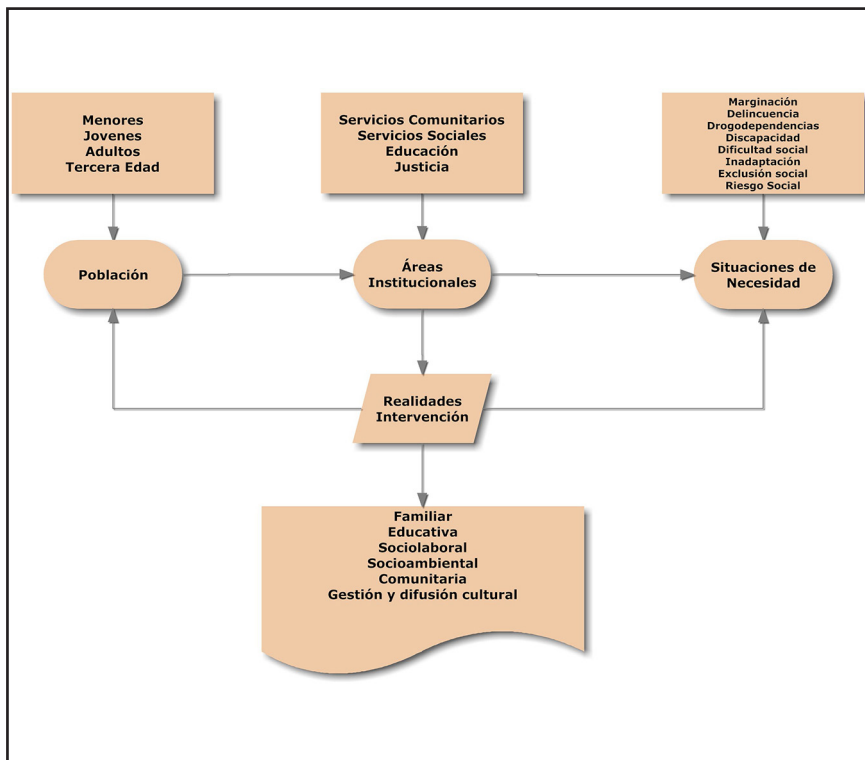 Menores
Jovenes
Adultos
Tercera Edad
Servicios Comunitarios
Servicios Sociales
Educación
Justicia
Marginación
Delincuencia
Drogodependencias
Discapacidad
Dificultad social
Inadaptación
Exclusión social
Riesgo Social
Población
Áreas
Institucionales
Situaciones de
Necesidad
Realidades
Intervención
Familiar
Educativa
Sociolaboral
Socioambiental
Comunitaria
Gestión y difusión cultural